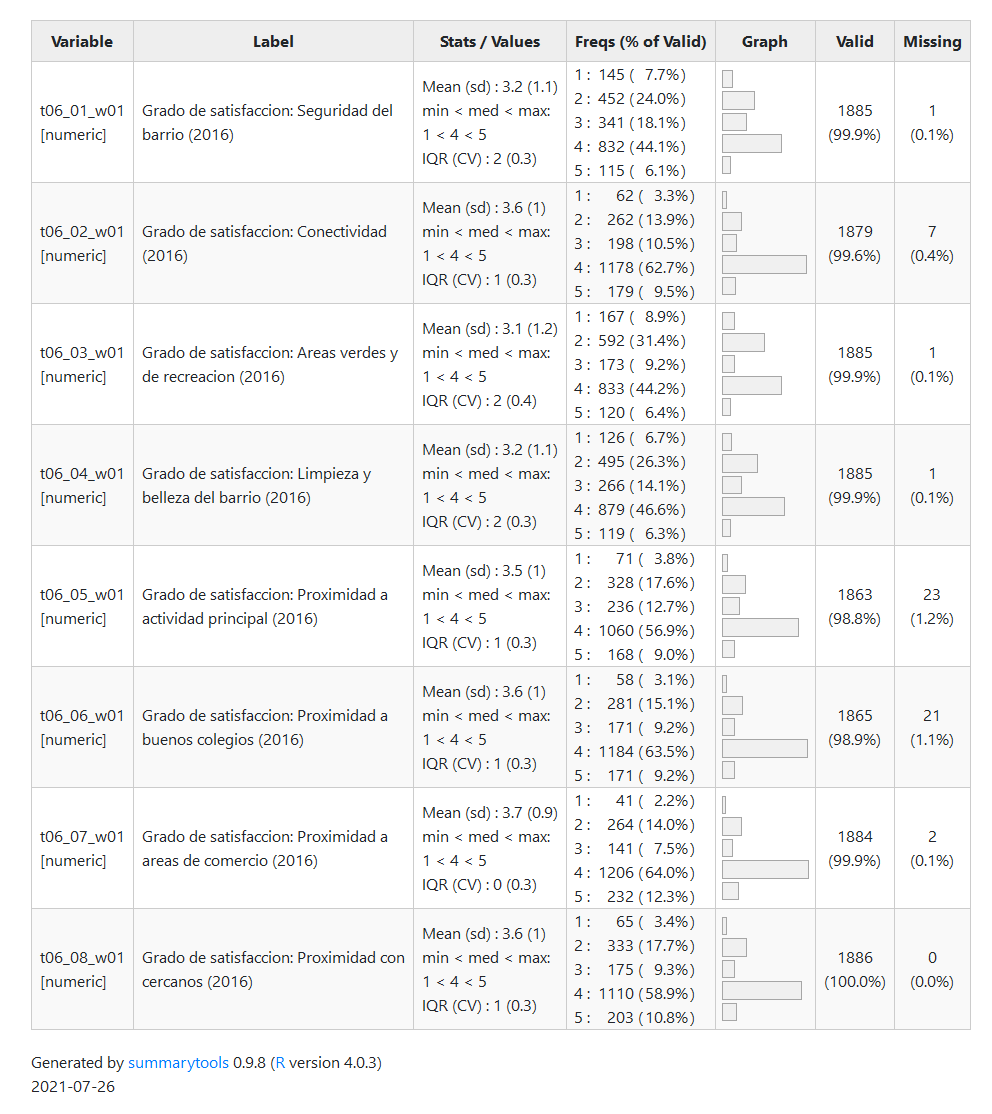 Variable Label Stats / Values Freqs (% of Valid) Graph Valid Missing
t06_01_w01
[numeric]
Grado de satisfaccion: Seguridad del
barrio (2016)
Mean (sd) : 3.2 (1.1)
min < med < max:
1 < 4 < 5
IQR (CV) : 2 (0.3)
1 : 145 ( 7.7%)
2 : 452 (24.0%)
3 : 341 (18.1%)
4 : 832 (44.1%)
5 : 115 ( 6.1%)
1885
(99.9%)
1
(0.1%)
t06_02_w01
[numeric]
Grado de satisfaccion: Conectividad
(2016)
Mean (sd) : 3.6 (1)
min < med < max:
1 < 4 < 5
IQR (CV) : 1 (0.3)
1 : 62 ( 3.3%)
2 : 262 (13.9%)
3 : 198 (10.5%)
4 : 1178 (62.7%)
5 : 179 ( 9.5%)
1879
(99.6%)
7
(0.4%)
t06_03_w01
[numeric]
Grado de satisfaccion: Areas verdes y
de recreacion (2016)
Mean (sd) : 3.1 (1.2)
min < med < max:
1 < 4 < 5
IQR (CV) : 2 (0.4)
1 : 167 ( 8.9%)
2 : 592 (31.4%)
3 : 173 ( 9.2%)
4 : 833 (44.2%)
5 : 120 ( 6.4%)
1885
(99.9%)
1
(0.1%)
t06_04_w01
[numeric]
Grado de satisfaccion: Limpieza y
belleza del barrio (2016)
Mean (sd) : 3.2 (1.1)
min < med < max:
1 < 4 < 5
IQR (CV) : 2 (0.3)
1 : 126 ( 6.7%)
2 : 495 (26.3%)
3 : 266 (14.1%)
4 : 879 (46.6%)
5 : 119 ( 6.3%)
1885
(99.9%)
1
(0.1%)
t06_05_w01
[numeric]
Grado de satisfaccion: Proximidad a
actividad principal (2016)
Mean (sd) : 3.5 (1)
min < med < max:
1 < 4 < 5
IQR (CV) : 1 (0.3)
1 : 71 ( 3.8%)
2 : 328 (17.6%)
3 : 236 (12.7%)
4 : 1060 (56.9%)
5 : 168 ( 9.0%)
1863
(98.8%)
23
(1.2%)
t06_06_w01
[numeric]
Grado de satisfaccion: Proximidad a
buenos colegios (2016)
Mean (sd) : 3.6 (1)
min < med < max:
1 < 4 < 5
IQR (CV) : 1 (0.3)
1 : 58 ( 3.1%)
2 : 281 (15.1%)
3 : 171 ( 9.2%)
4 : 1184 (63.5%)
5 : 171 ( 9.2%)
1865
(98.9%)
21
(1.1%)
t06_07_w01
[numeric]
Grado de satisfaccion: Proximidad a
areas de comercio (2016)
Mean (sd) : 3.7 (0.9)
min < med < max:
1 < 4 < 5
IQR (CV) : 0 (0.3)
1 : 41 ( 2.2%)
2 : 264 (14.0%)
3 : 141 ( 7.5%)
4 : 1206 (64.0%)
5 : 232 (12.3%)
1884
(99.9%)
2
(0.1%)
t06_08_w01
[numeric]
Grado de satisfaccion: Proximidad con
cercanos (2016)
Mean (sd) : 3.6 (1)
min < med < max:
1 < 4 < 5
IQR (CV) : 1 (0.3)
1 : 65 ( 3.4%)
2 : 333 (17.7%)
3 : 175 ( 9.3%)
4 : 1110 (58.9%)
5 : 203 (10.8%)
1886
(100.0%)
0
(0.0%)
Generated by summarytools 0.9.8 (R version 4.0.3)
2021-07-26